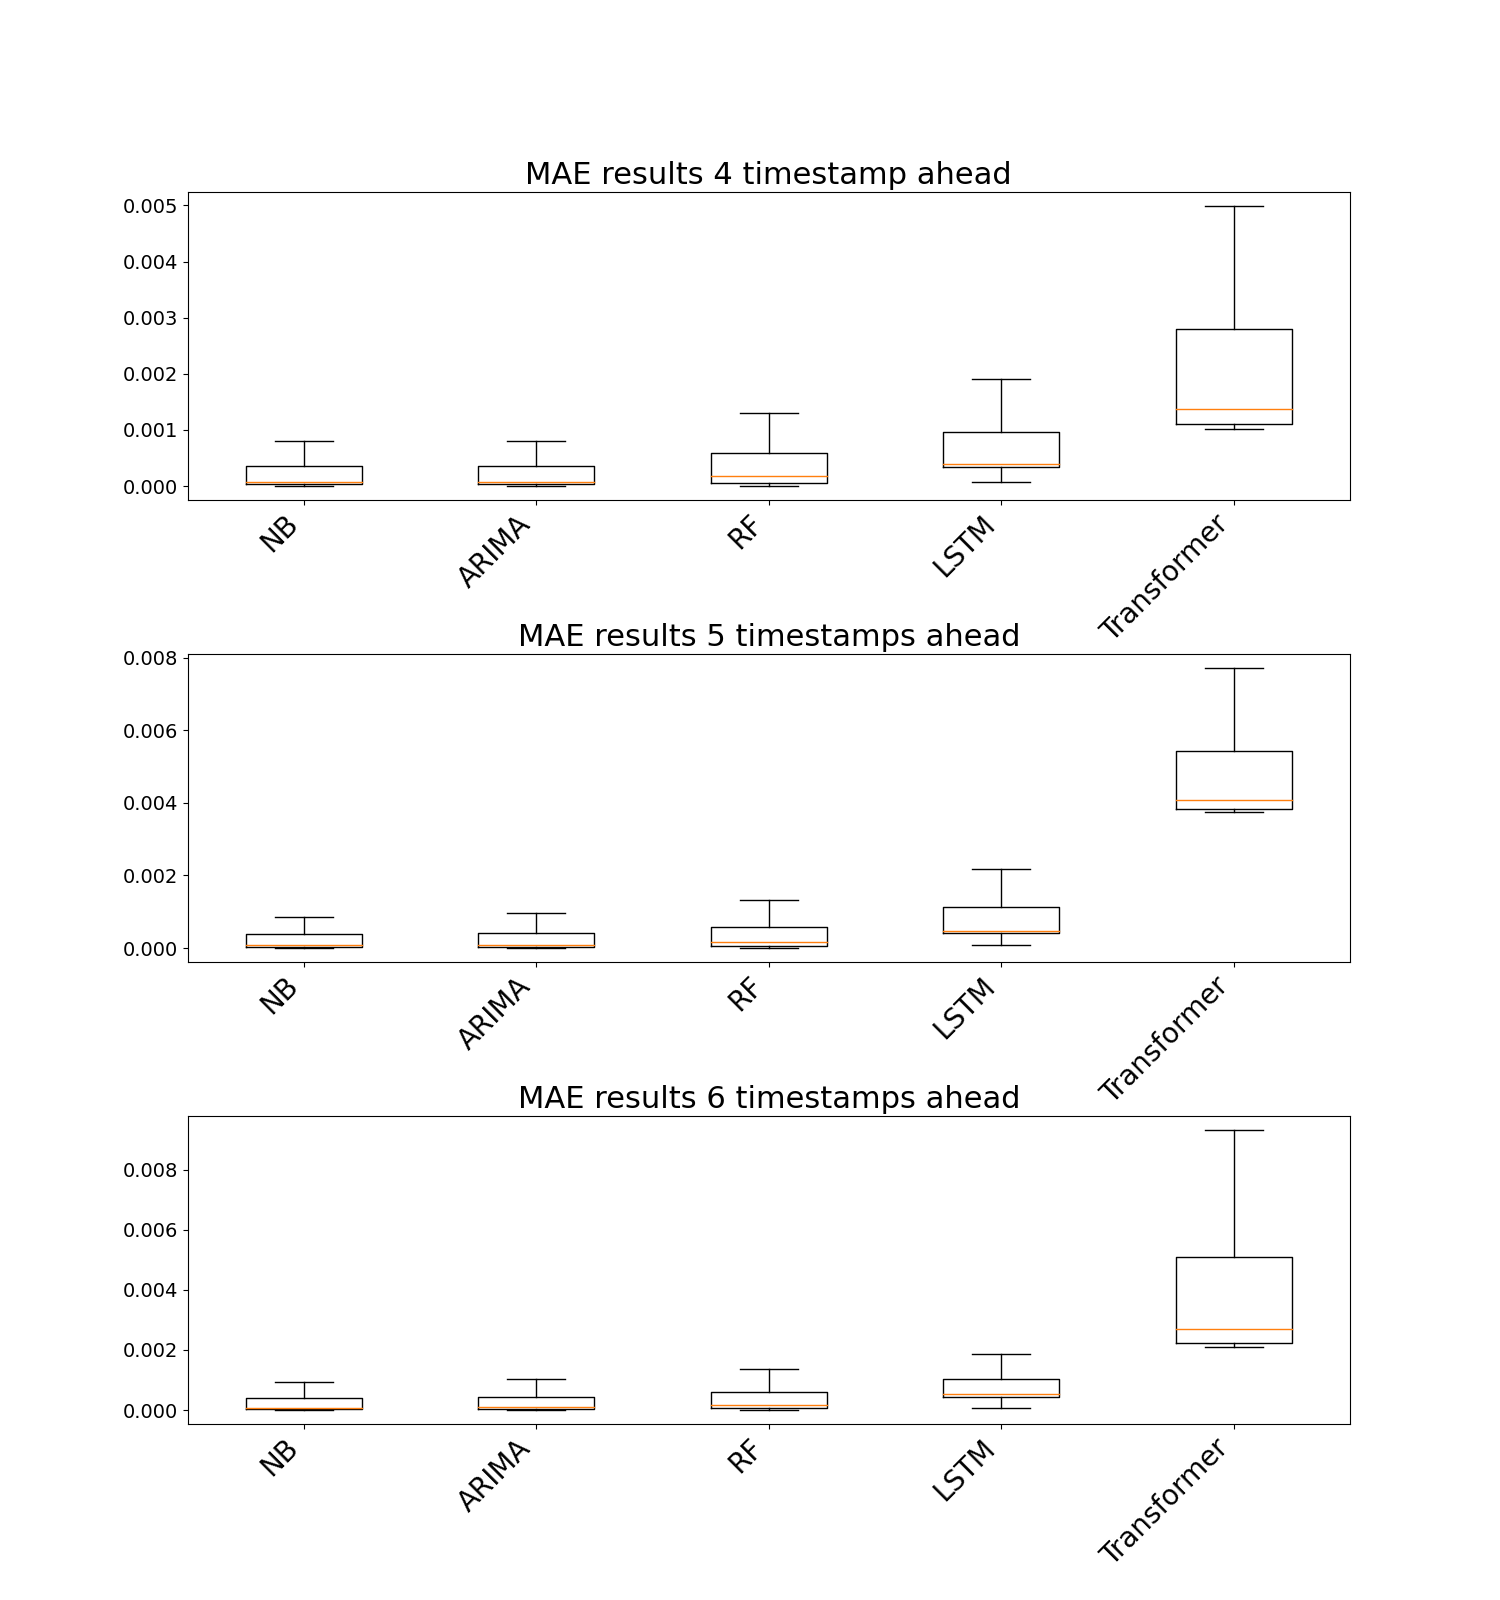 MAE results 4 timestamp ahead
0.005
0.004
0.003
0.002
0.001
0.000
NB
ARIMA
RF
LSTM
Transformer
MAE results 5 timestamps ahead
0.008
0.006
0.004
0.002
0.000
NB
ARIMA
RF
LSTM
Transformer
MAE results 6 timestamps ahead
0.008
0.006
0.004
0.002
0.000
NB
ARIMA
RF
LSTM
Transformer